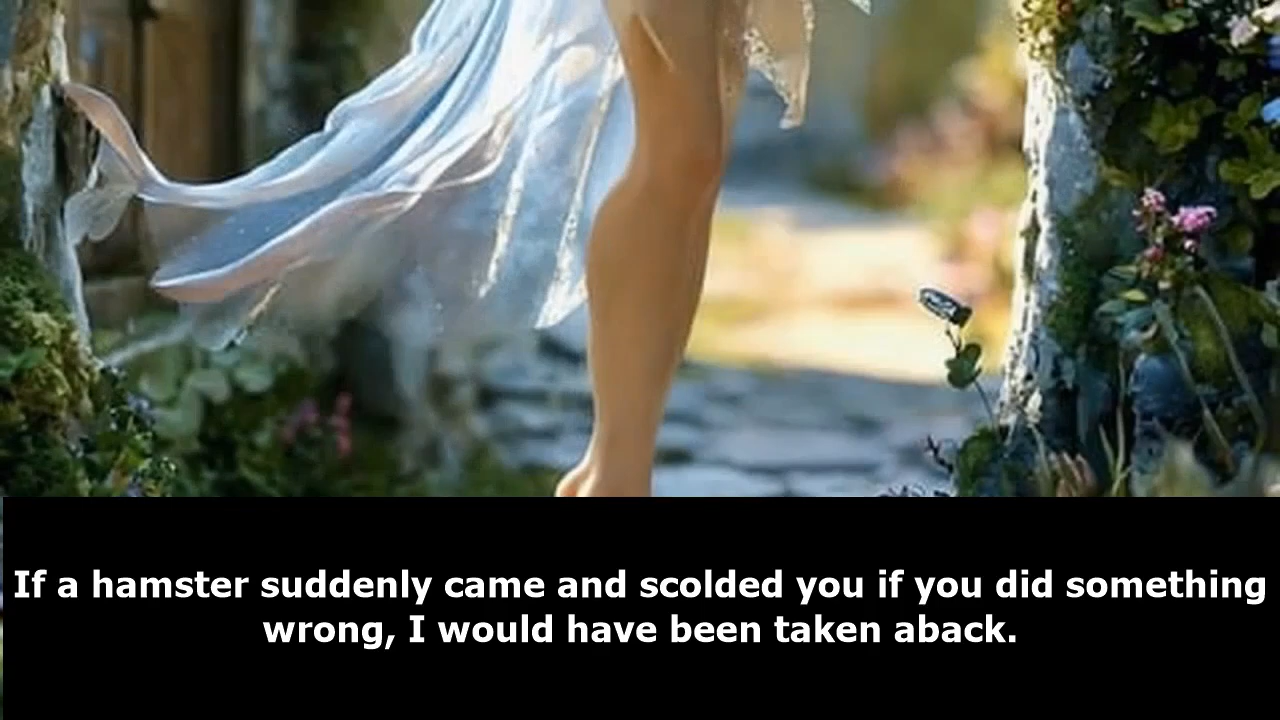 If a hamster suddenly came and scolded you if you did something
wrong, I would have been taken aback.